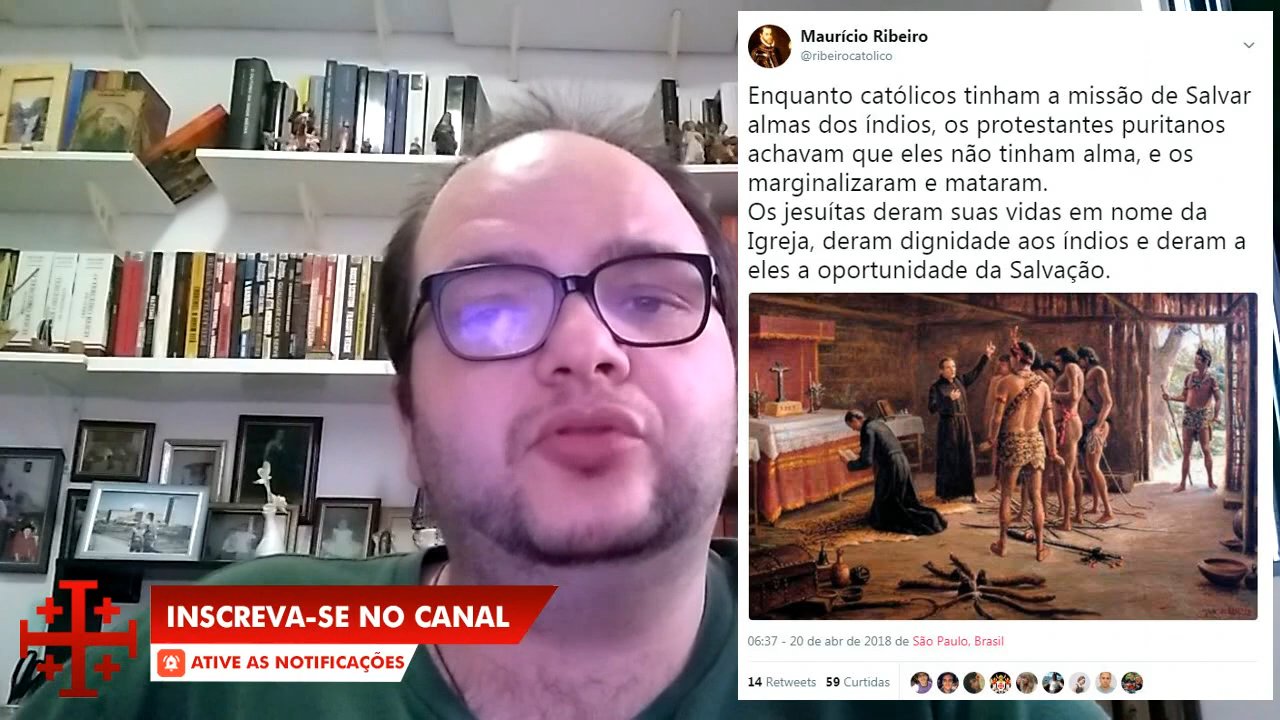 Maurício Ribeiro
@ribeirocatolico
Enquanto católicos tinham a missão de Salvar
almas dos índios, os protestantes puritanos
achavam que eles não tinham alma, e os
marginalizaram e mataram.
Os jesuítas deram suas vidas em nome da
Igreja, deram dignidade aos índios e deram a
eles a oportunidade da Salvação.
06:37 - 20 de abr de 2018 de São Paulo, Brasil
14 Retweets 59 Curtidas
INSCREVA-SE NO CANAL
ATIVE AS NOTIFICAÇÕES